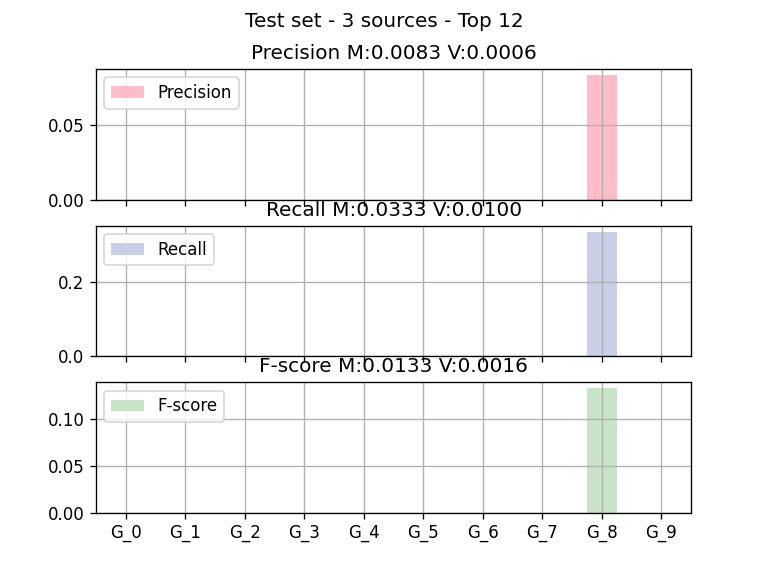 Test set - 3 sources - Top 12
Precision M:0.0083 V:0.0006
Precision
0.05
0.00
Recall M:0.0333 V:0.0100
Recall
0.2
0.0
F-score M:0.0133 V:0.0016
F-score
0.10
0.05
0.00
G_0 G_1 G_2 G_3 G_4 G_5 G_6 G_7 G_8 G_9